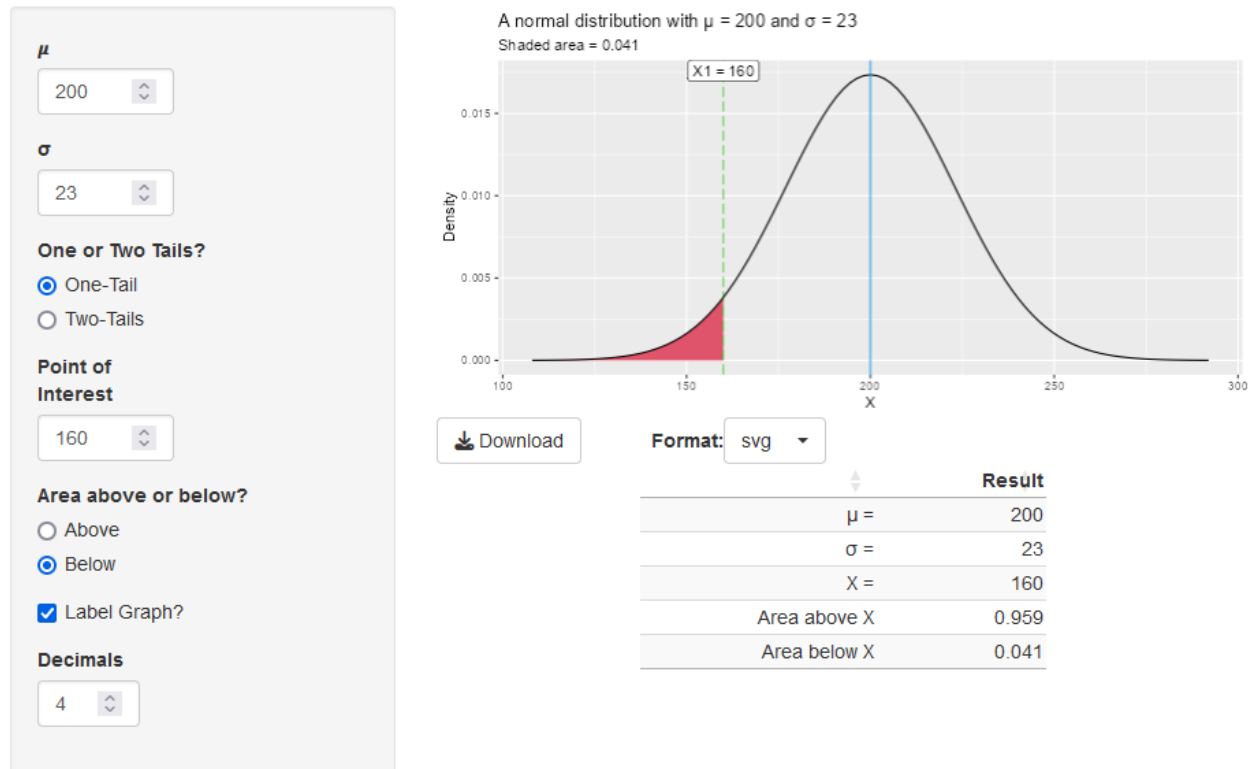 μ
200
σ
23
One or Two Tails?
One-Tail
Two-Tails
Point of
Interest
160
Area above or below?
Above
Below
Label Graph?
Decimals
4
A normal distribution with μ = 200 and σ = 23
Shaded area = 0.041
X1 = 160
0.015
0.010
0.005
0.000
Density
100 150 200 250 300
X
Download Format: svg
Result
μ = 200
σ = 23
X = 160
Area above X 0.959
Area below X 0.041